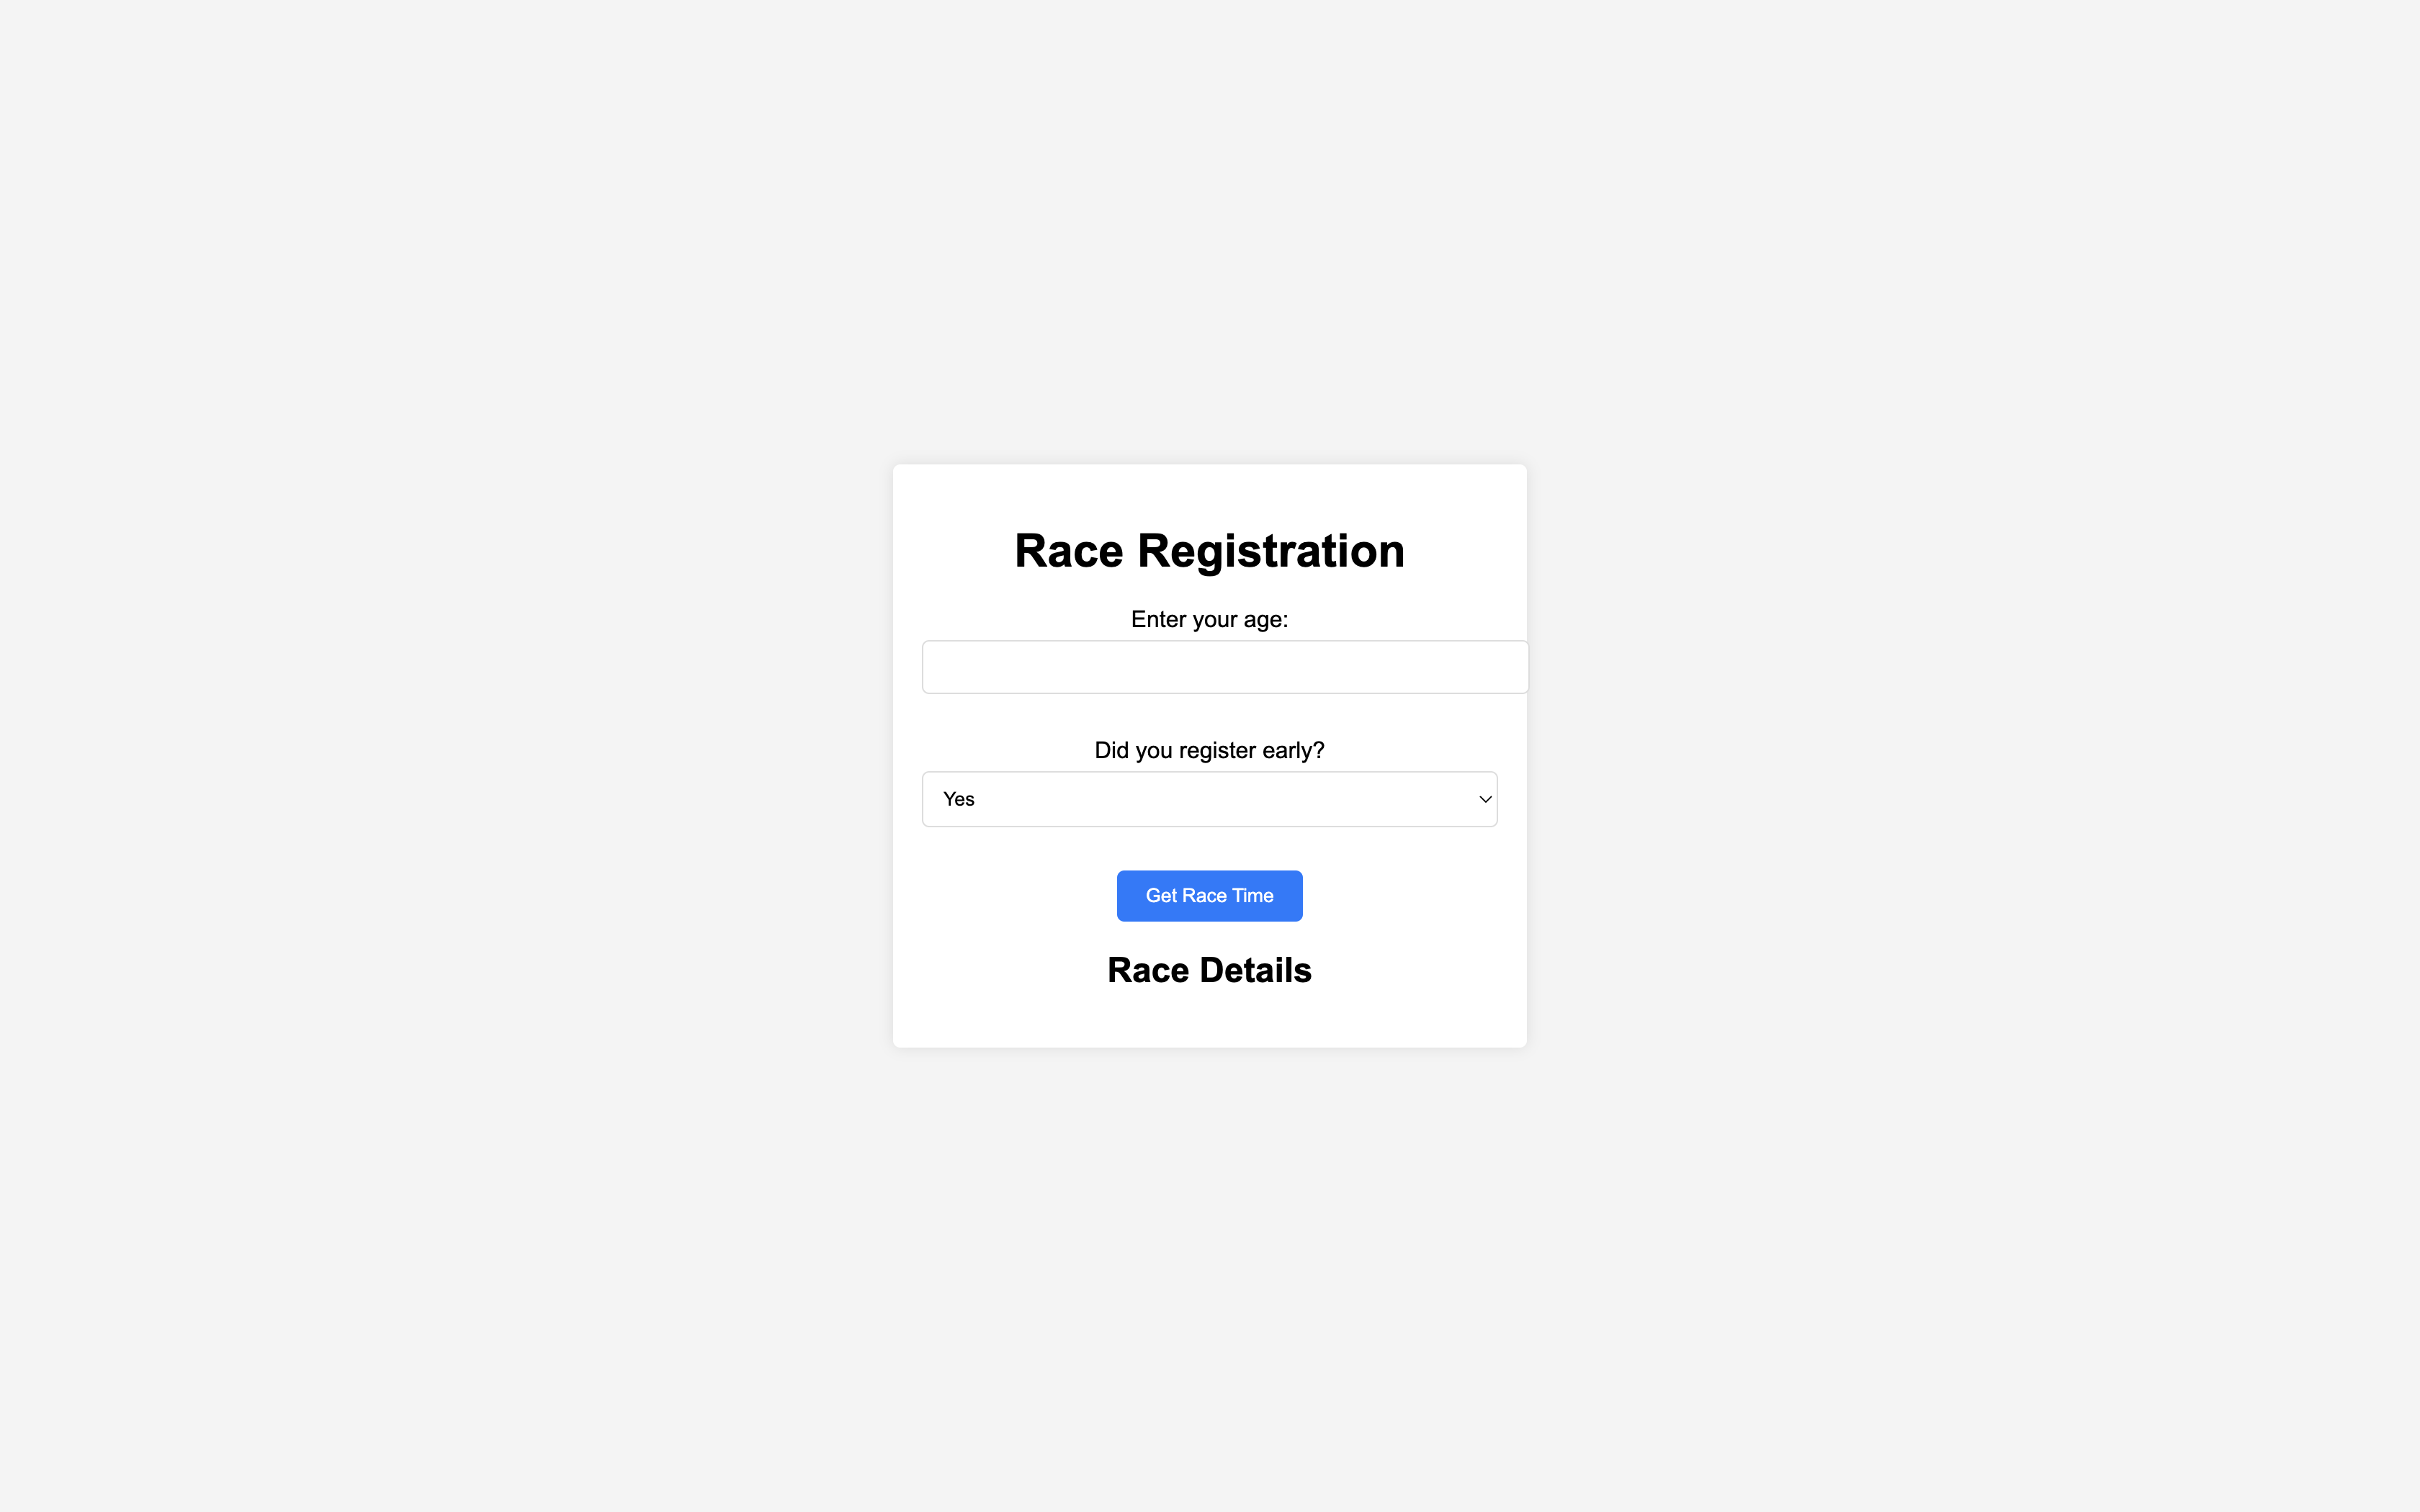 Race Registration
Enter your age:
Did you register early?
Yes
Get Race Time
Race Details